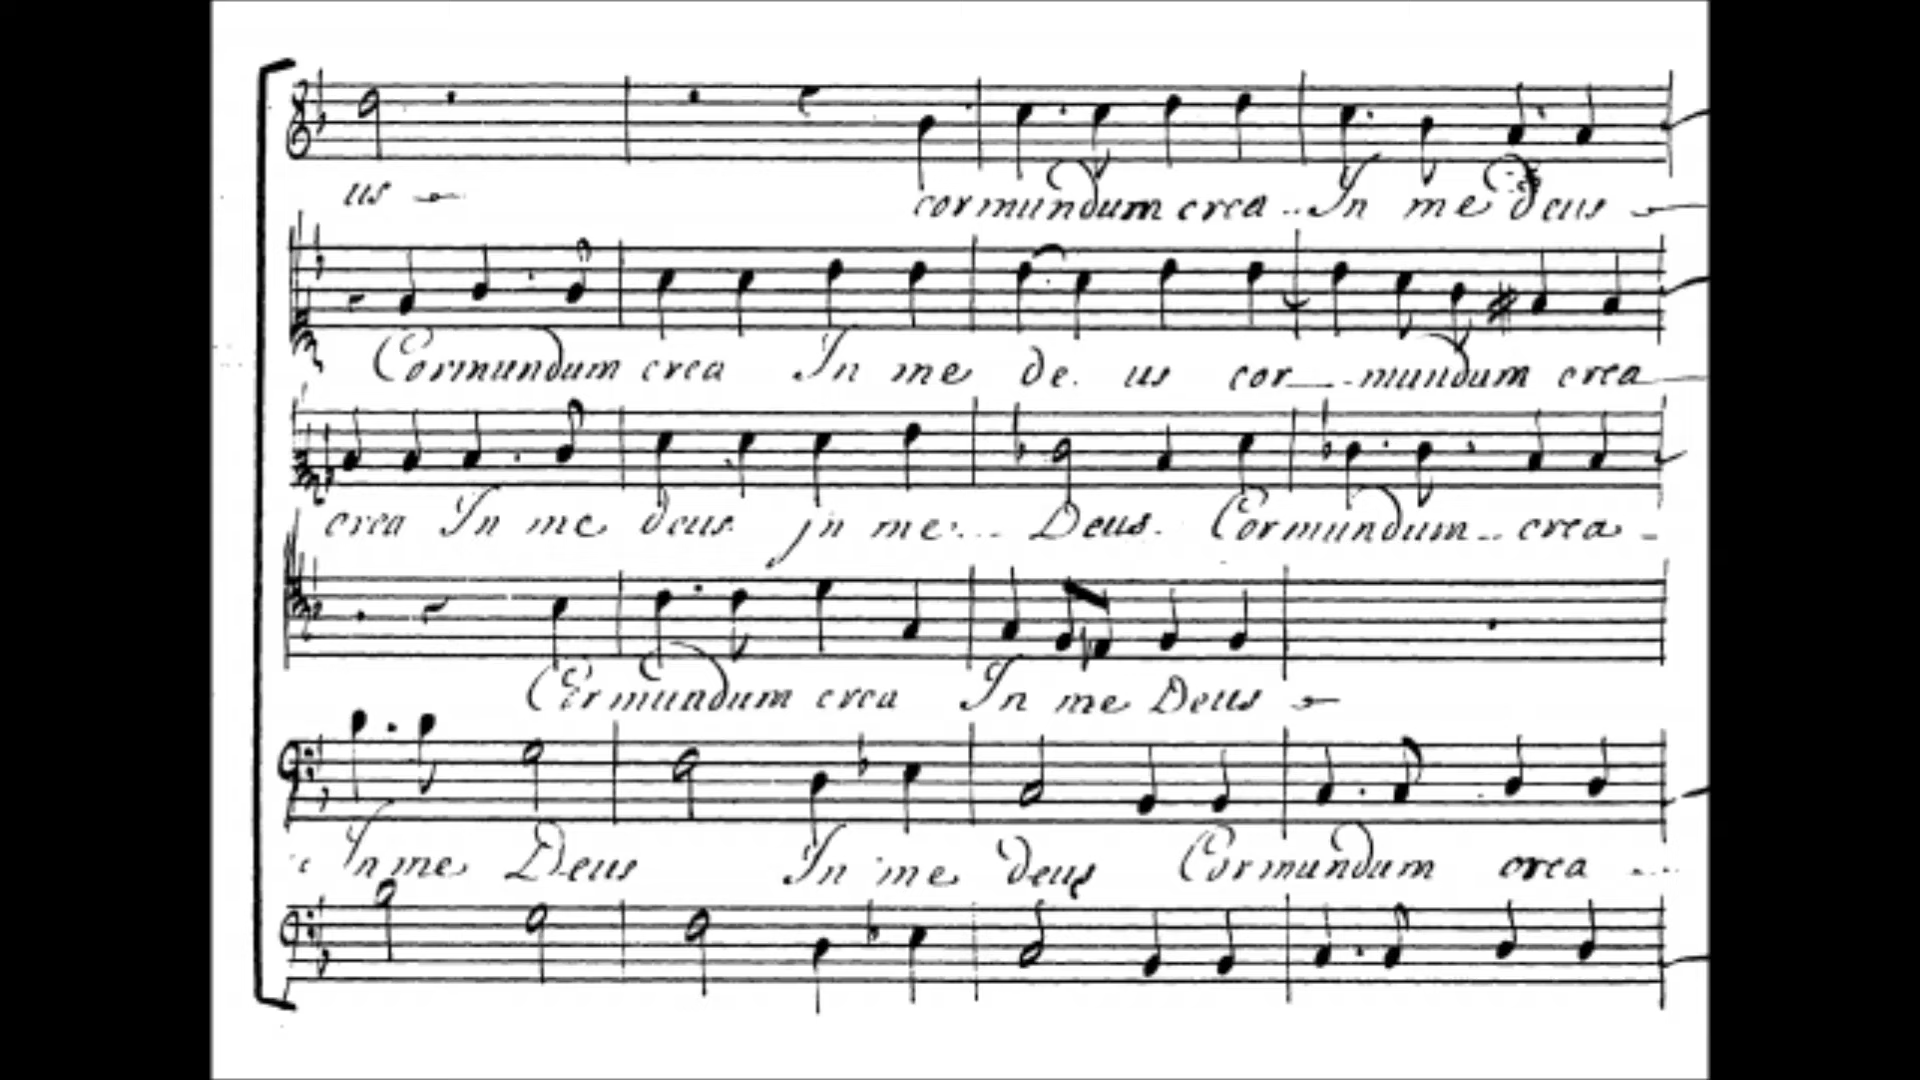 us
cor mundum crea In me deus
Cor mundum crea In me de. us cor mundum crea
crea In me deus jn me Deus. Cor mundum crea
Cor mundum crea In me Deus
In me Deus In me deus Cor mundum crea